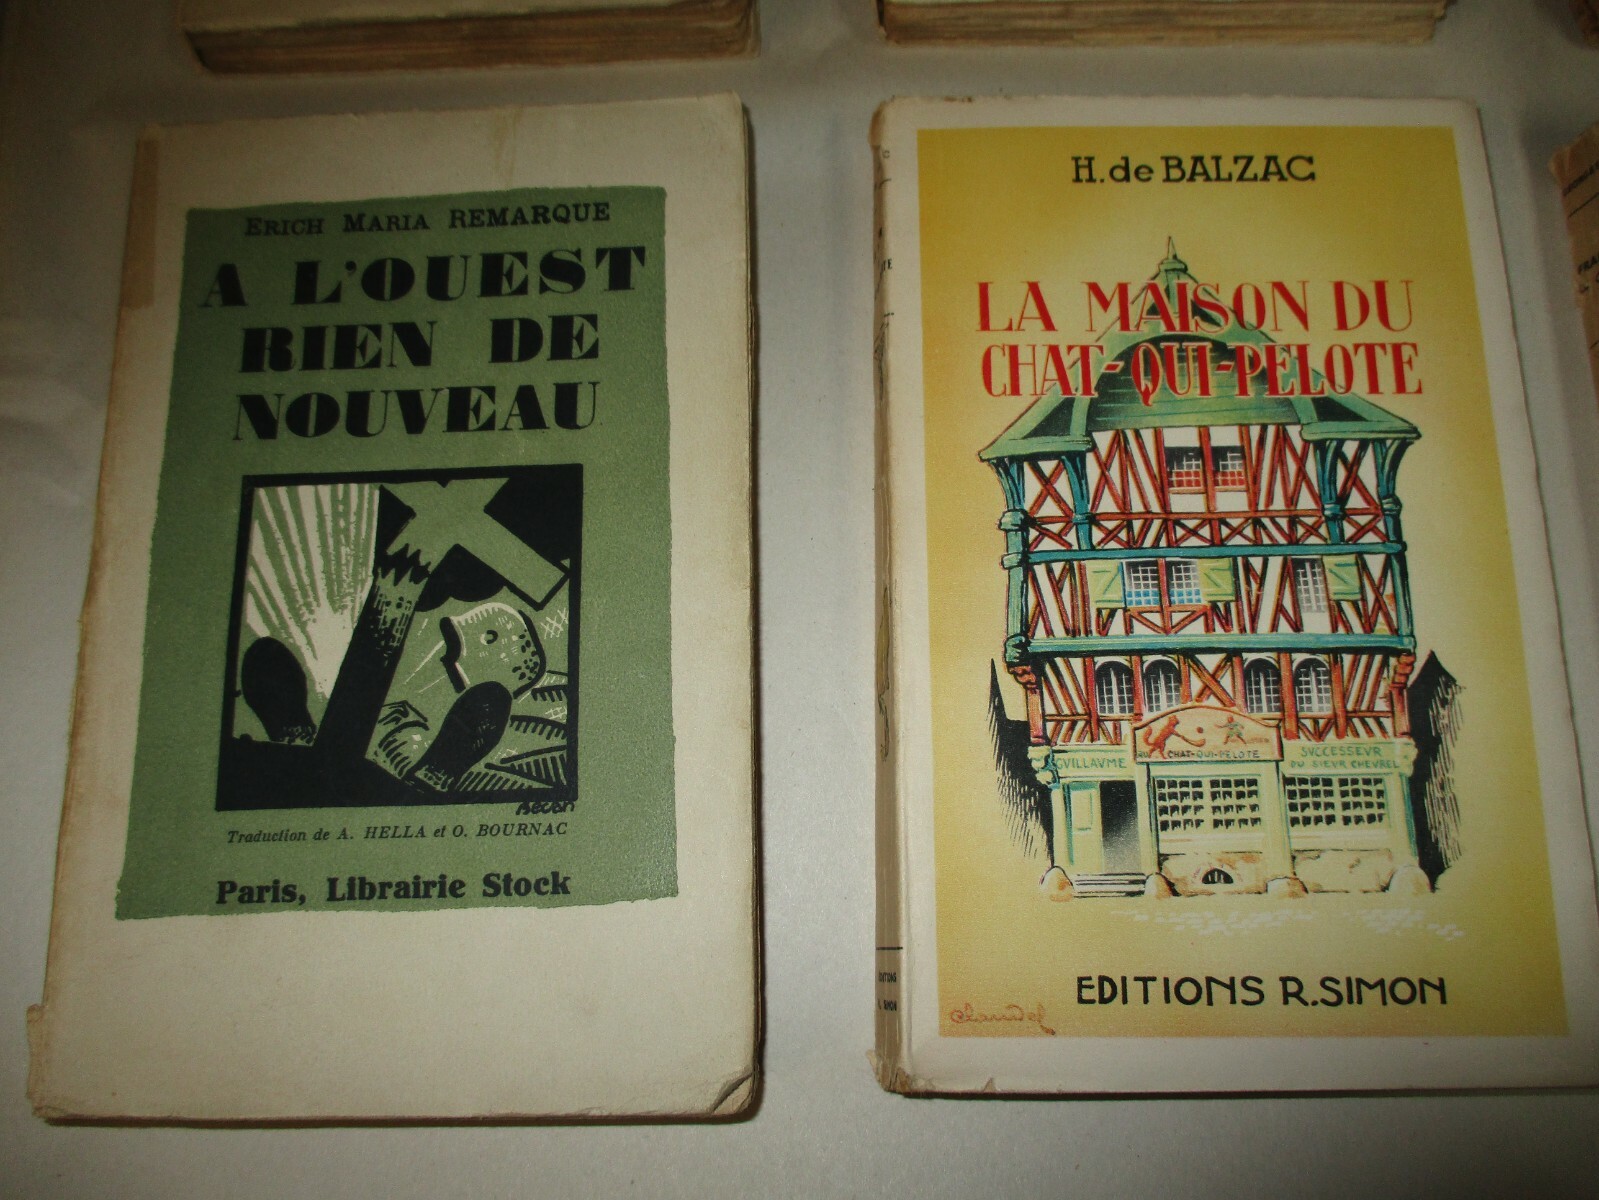 ERICH MARIA REMARQUE
A L'OUEST
RIEN DE
NOUVEAU
Traduction de A. HELLA et O. BOURNAC
Paris, Librairie Stock
H. de BALZAC
LA MAISON DU
CHAT-QUI-PELOTE
CHAT-QUI-PELOTE
GUILLAUME
SUCCESSEUR
DU SIEUR CHEVREL
EDITIONS R. SIMON
Claudel